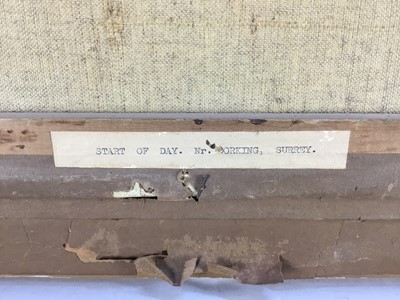 START OF DAY. Nr. DORKING, SURREY.